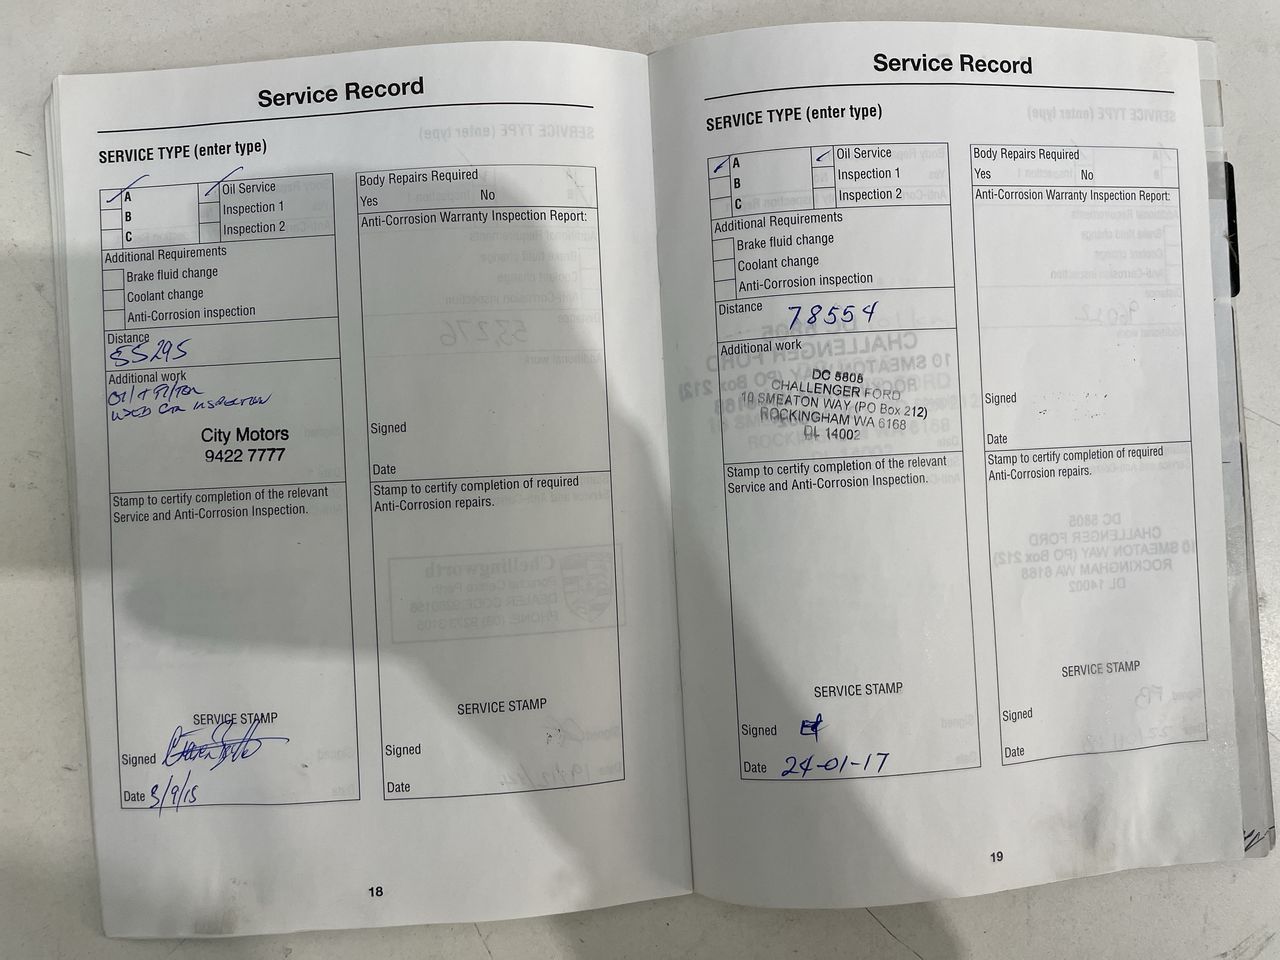 Service Record
SERVICE TYPE (enter type)
A
B
C
Oil Service
Inspection 1
Inspection 2
Additional Requirements
Brake fluid change
Coolant change
Anti-Corrosion inspection
Distance
55295
Additional work
OIL + FILTER
USED CAR INSPECTION
City Motors
9422 7777
Stamp to certify completion of the relevant
Service and Anti-Corrosion Inspection.
SERVICE STAMP
Signed
Date 3/9/15
Body Repairs Required
Yes No
Anti-Corrosion Warranty Inspection Report:
Signed
Date
Stamp to certify completion of required
Anti-Corrosion repairs.
SERVICE STAMP
Signed
Date
18
Service Record
SERVICE TYPE (enter type)
A
B
C
Oil Service
Inspection 1
Inspection 2
Additional Requirements
Brake fluid change
Coolant change
Anti-Corrosion inspection
Distance 78554
Additional work
DC 5805
CHALLENGER FORD
10 SMEATON WAY (PO Box 212)
ROCKINGHAM WA 6168
DL 14002
Stamp to certify completion of the relevant
Service and Anti-Corrosion Inspection.
SERVICE STAMP
Signed
Date 24-01-17
Body Repairs Required
Yes No
Anti-Corrosion Warranty Inspection Report:
Signed
Date
Stamp to certify completion of required
Anti-Corrosion repairs.
SERVICE STAMP
Signed
Date
19